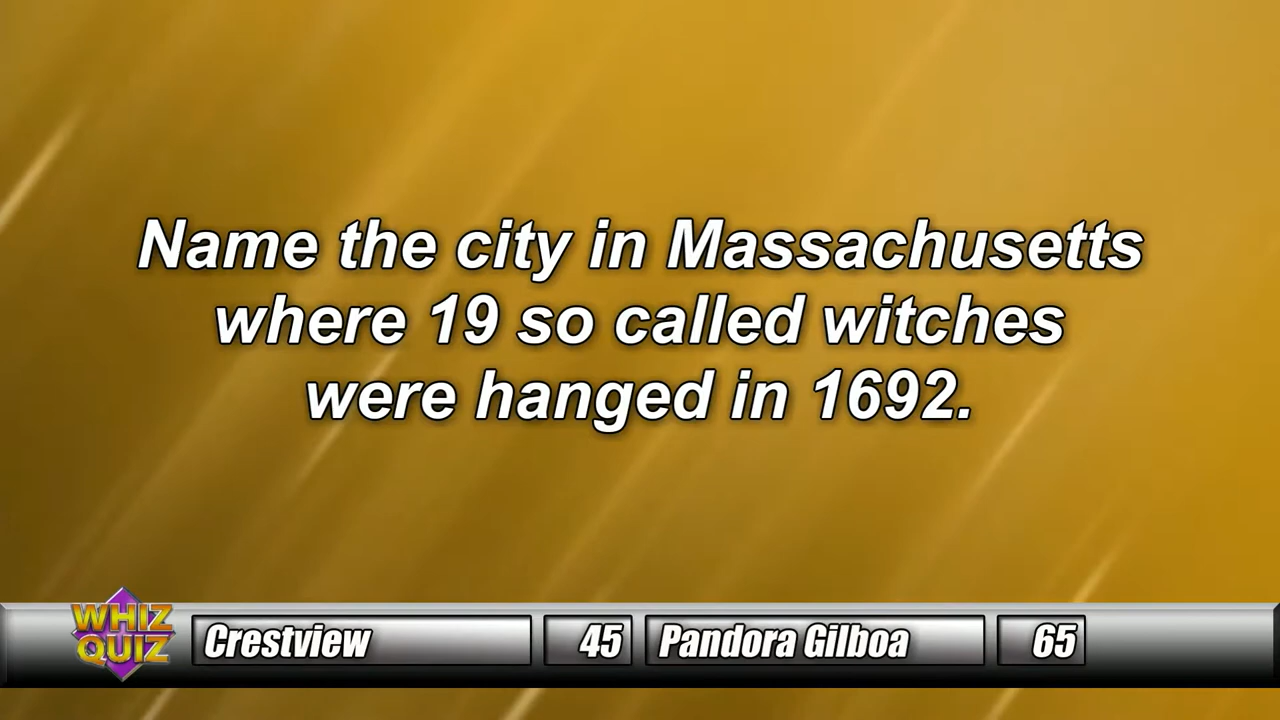 Name the city in Massachusetts
where 19 so called witches
were hanged in 1692.
WHIZ
QUIZ
Crestview 45 Pandora Gilboa 65